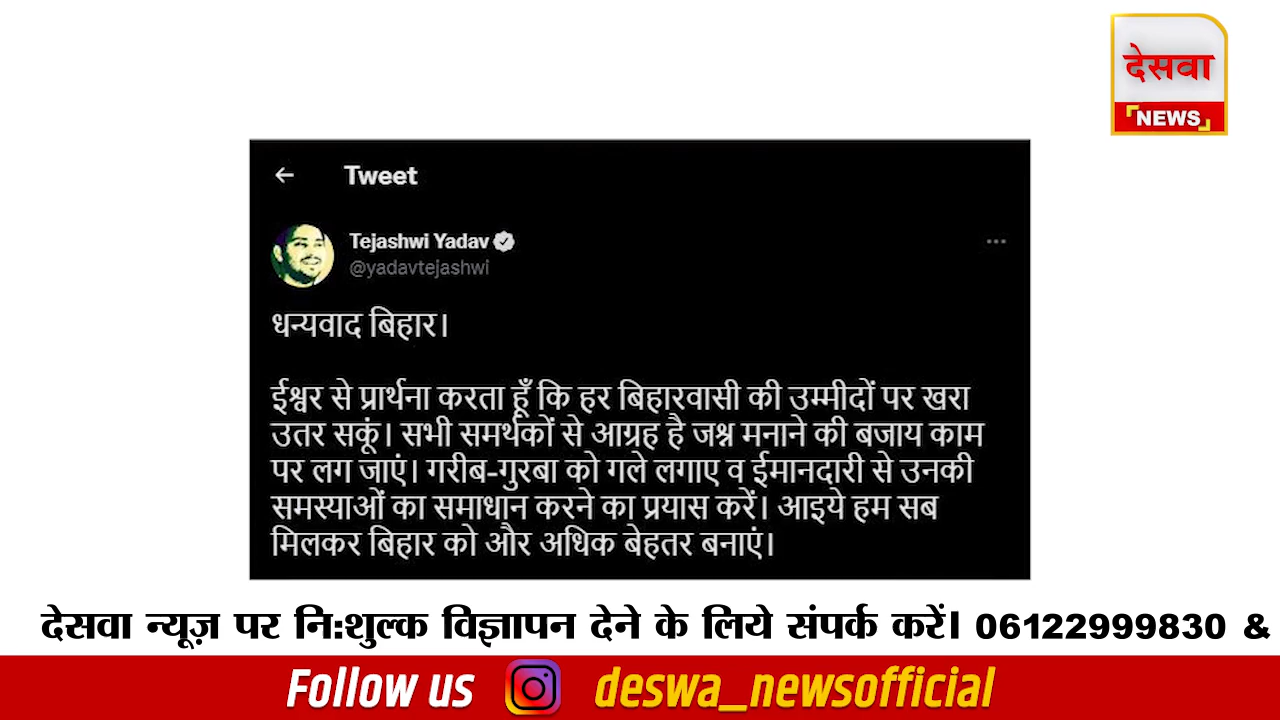 देसवा
NEWS
Tweet
Tejashwi Yadav
@yadavtejashwi
धन्यवाद बिहार।
ईश्वर से प्रार्थना करता हूँ कि हर बिहारवासी की उम्मीदों पर खरा
उतर सकूं। सभी समर्थकों से आग्रह है जश्न मनाने की बजाय काम
पर लग जाएं। गरीब-गुरबा को गले लगाए व ईमानदारी से उनकी
समस्याओं का समाधान करने का प्रयास करें। आइये हम सब
मिलकर बिहार को और अधिक बेहतर बनाएं।
देसवा न्यूज़ पर नि:शुल्क विज्ञापन देने के लिये संपर्क करें। 06122999830 &
Follow us deswa_newsofficial